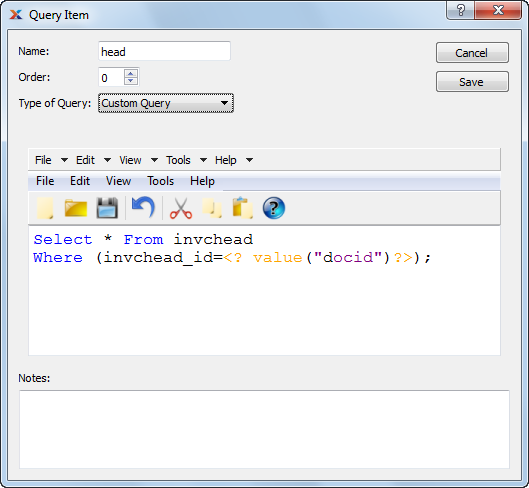 Query Item
Name: head
Cancel
Order: 0
Save
Type of Query: Custom Query
File Edit View Tools Help
File Edit View Tools Help
Select * From invchead
Where (invchead_id=<? value("docid")?>);
Notes: